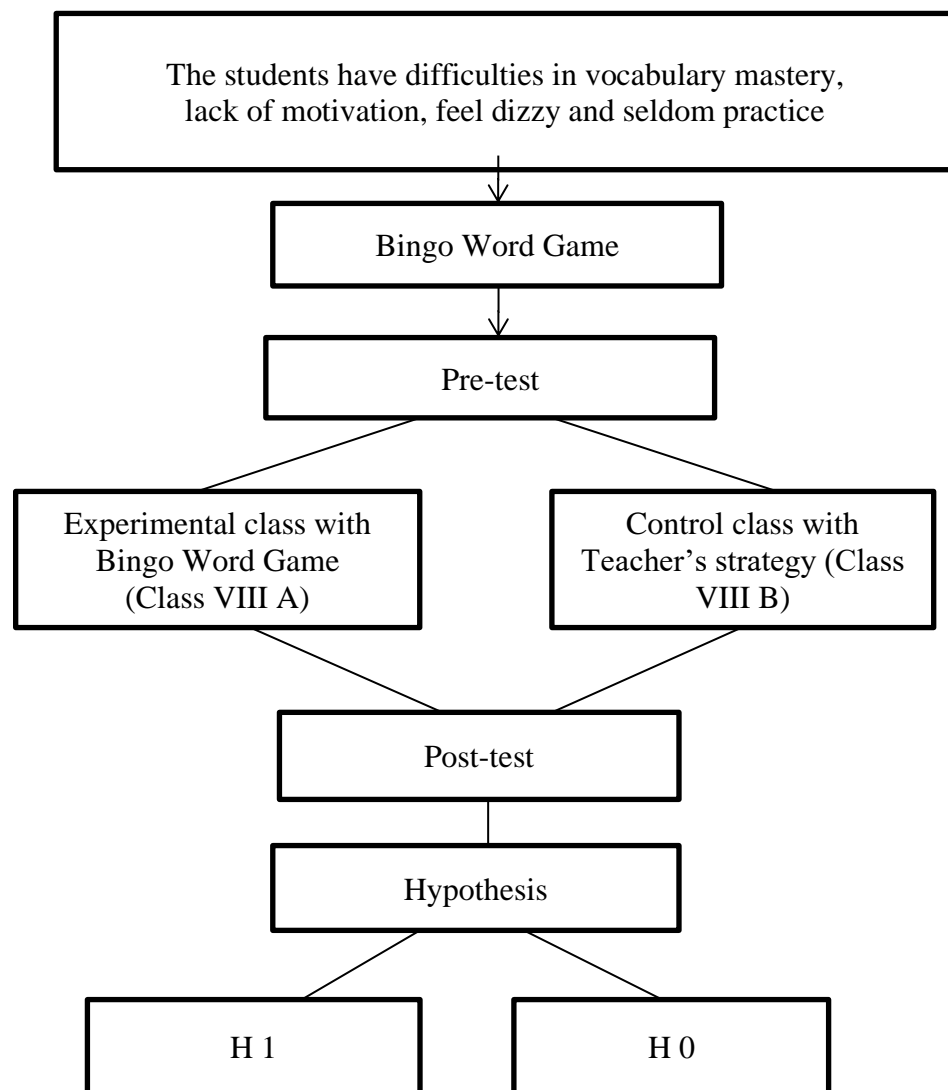 The students have difficulties in vocabulary mastery,
lack of motivation, feel dizzy and seldom practice
Bingo Word Game
Pre-test
Experimental class with
Bingo Word Game
(Class VIII A)
Control class with
Teacher’s strategy (Class
VIII B)
Post-test
Hypothesis
H 1
H 0